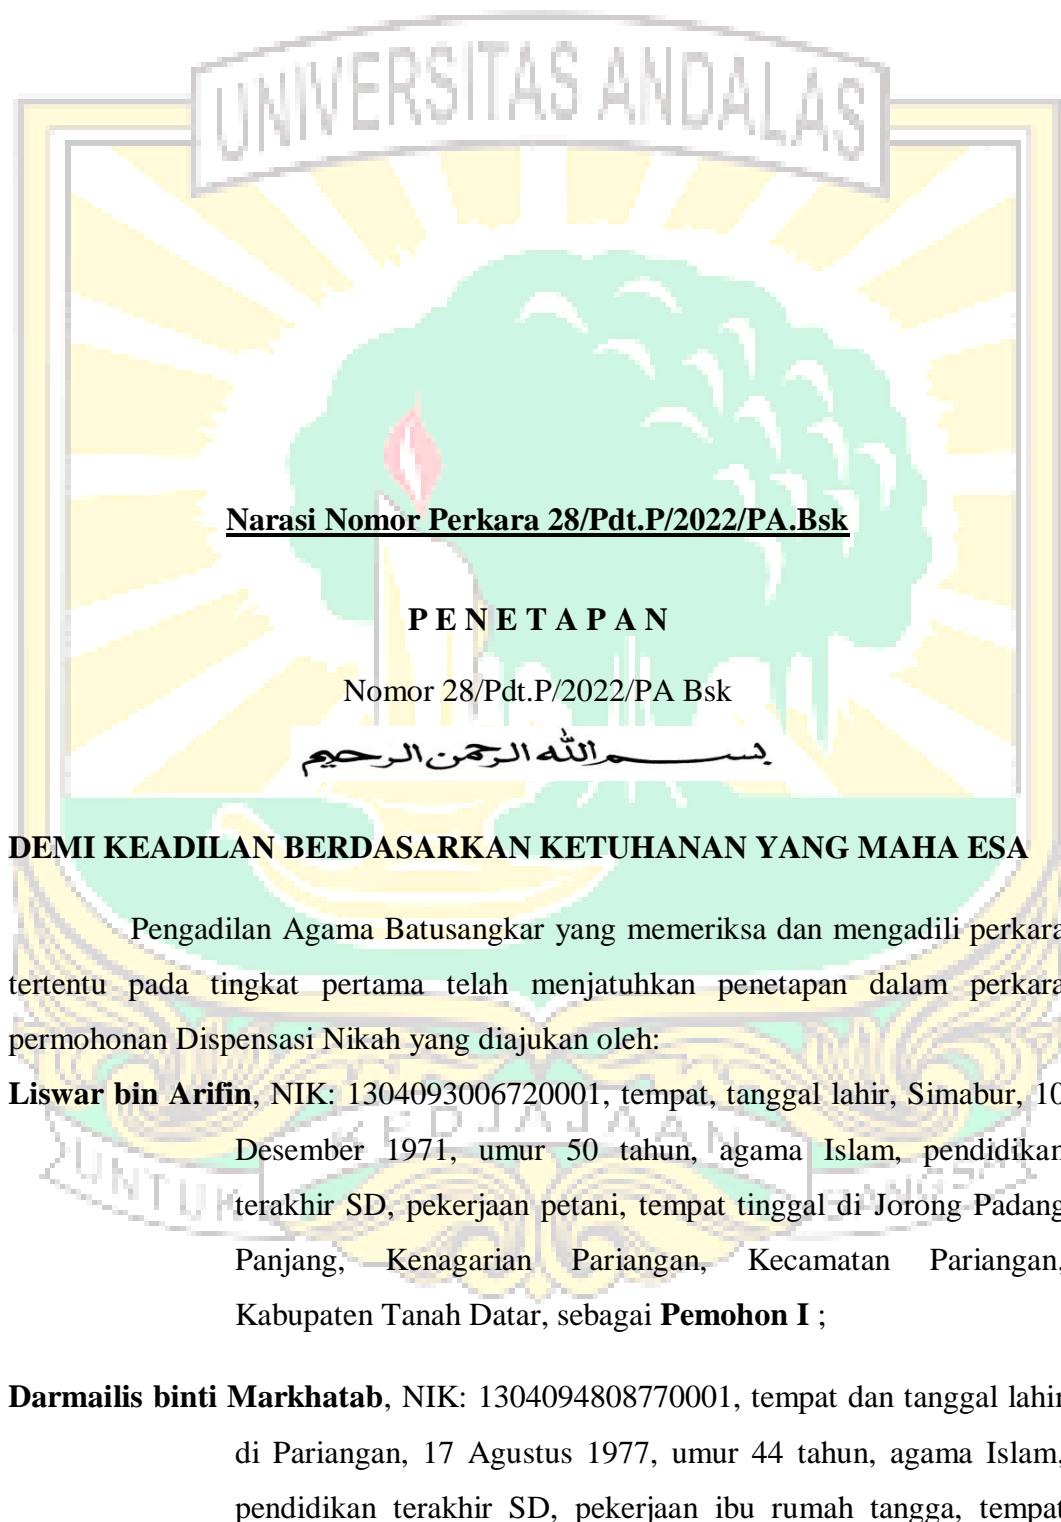 UNIVERSITAS ANDALAS
Narasi Nomor Perkara 28/Pdt.P/2022/PA.Bsk
P E N E T A P A N
Nomor 28/Pdt.P/2022/PA Bsk
بسم الله الرحمن الرحيم
DEMI KEADILAN BERDASARKAN KETUHANAN YANG MAHA ESA
Pengadilan Agama Batusangkar yang memeriksa dan mengadili perkara
tertentu pada tingkat pertama telah menjatuhkan penetapan dalam perkara
permohonan Dispensasi Nikah yang diajukan oleh:
Liswar bin Arifin, NIK: 1304093006720001, tempat, tanggal lahir, Simabur, 10
Desember 1971, umur 50 tahun, agama Islam, pendidikan
terakhir SD, pekerjaan petani, tempat tinggal di Jorong Padang
Panjang, Kenagarian Pariangan, Kecamatan Pariangan,
Kabupaten Tanah Datar, sebagai Pemohon I ;
UNTUK KEDJAJAAN BANGSA
Darmailis binti Markhatab, NIK: 1304094808770001, tempat dan tanggal lahir
di Pariangan, 17 Agustus 1977, umur 44 tahun, agama Islam,
pendidikan terakhir SD, pekerjaan ibu rumah tangga, tempat